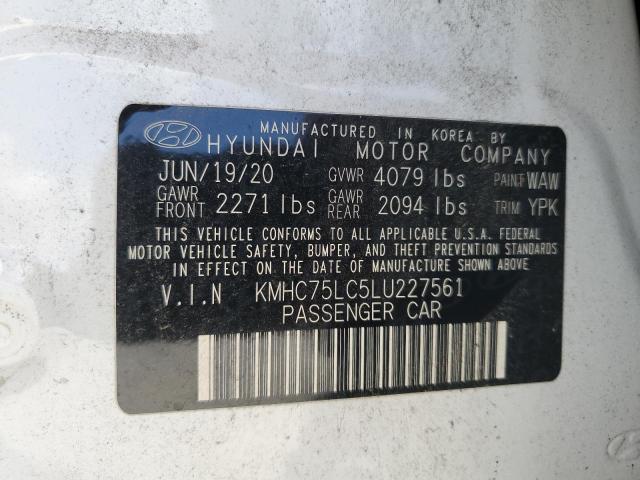 MANUFACTURED IN KOREA BY
HYUNDAI MOTOR COMPANY
JUN/19/20 GVWR 4079 lbs PAINT WAW
GAWR FRONT 2271 lbs GAWR REAR 2094 lbs TRIM YPK
THIS VEHICLE CONFORMS TO ALL APPLICABLE U.S.A. FEDERAL
MOTOR VEHICLE SAFETY, BUMPER, AND THEFT PREVENTION STANDARDS
IN EFFECT ON THE DATE OF MANUFACTURE SHOWN ABOVE
V.I.N KMHC75LC5LU227561
PASSENGER CAR